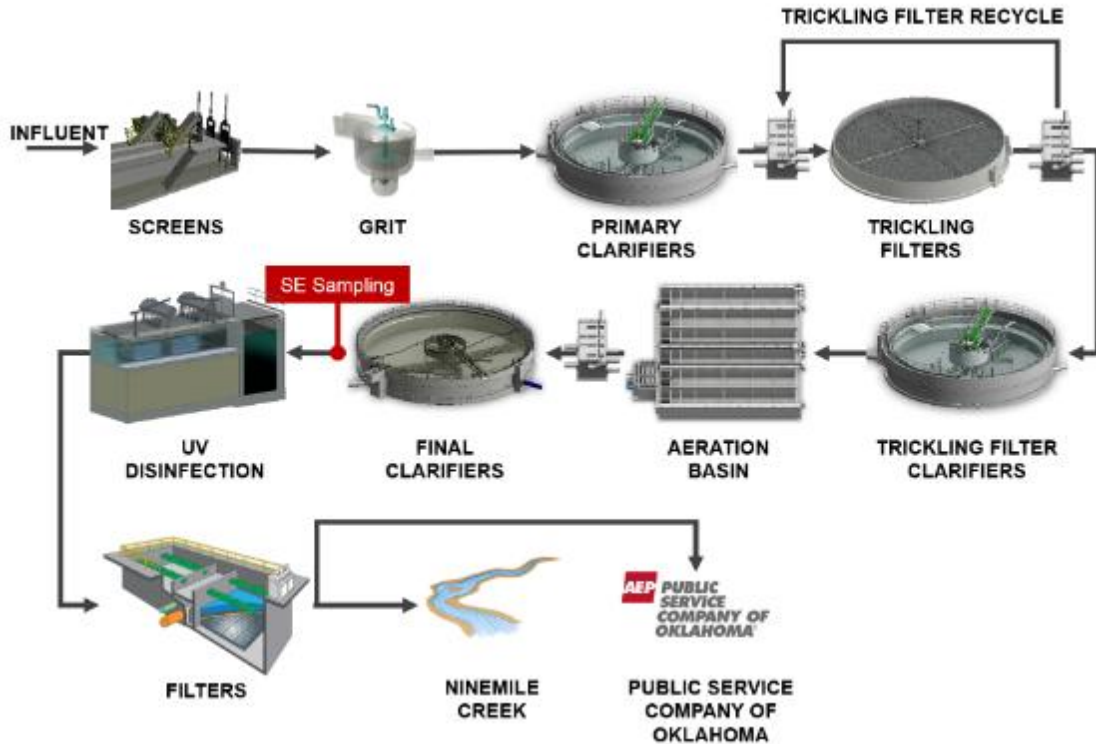 TRICKLING FILTER RECYCLE
INFLUENT
SCREENS
GRIT
PRIMARY
CLARIFIERS
TRICKLING
FILTERS
SE Sampling
UV
DISINFECTION
FINAL
CLARIFIERS
AERATION
BASIN
TRICKLING FILTER
CLARIFIERS
AEP PUBLIC
SERVICE
COMPANY OF
OKLAHOMA
FILTERS
NINEMILE
CREEK
PUBLIC SERVICE
COMPANY OF
OKLAHOMA